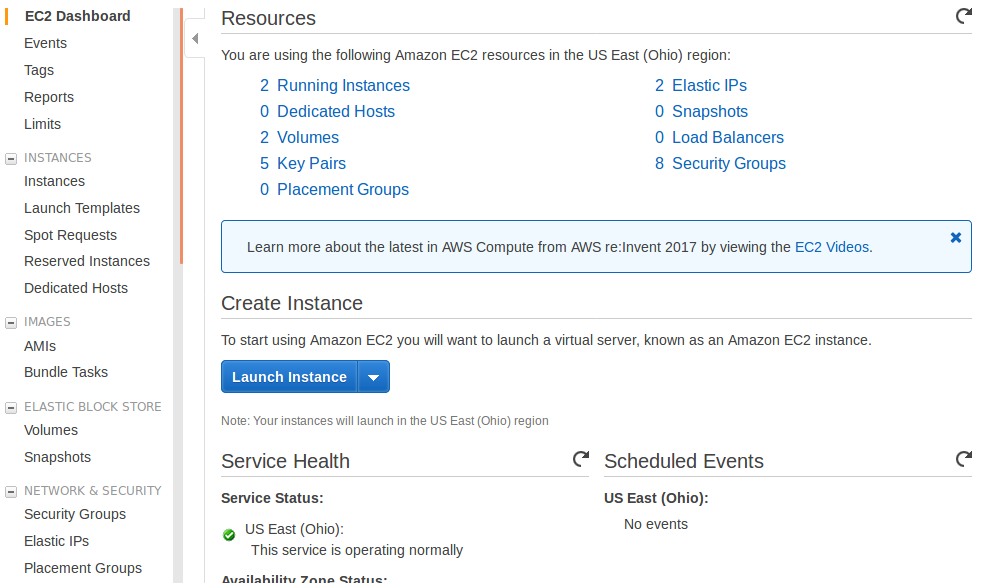 EC2 Dashboard
Events
Tags
Reports
Limits
INSTANCES
Instances
Launch Templates
Spot Requests
Reserved Instances
Dedicated Hosts
IMAGES
AMIs
Bundle Tasks
ELASTIC BLOCK STORE
Volumes
Snapshots
NETWORK & SECURITY
Security Groups
Elastic IPs
Placement Groups
Resources
You are using the following Amazon EC2 resources in the US East (Ohio) region:
2 Running Instances
0 Dedicated Hosts
2 Volumes
5 Key Pairs
0 Placement Groups
2 Elastic IPs
0 Snapshots
0 Load Balancers
8 Security Groups
Learn more about the latest in AWS Compute from AWS re:Invent 2017 by viewing the EC2 Videos.
Create Instance
To start using Amazon EC2 you will want to launch a virtual server, known as an Amazon EC2 instance.
Launch Instance
Note: Your instances will launch in the US East (Ohio) region
Service Health
Service Status:
US East (Ohio):
This service is operating normally
Availability Zone Status:
Scheduled Events
US East (Ohio):
No events